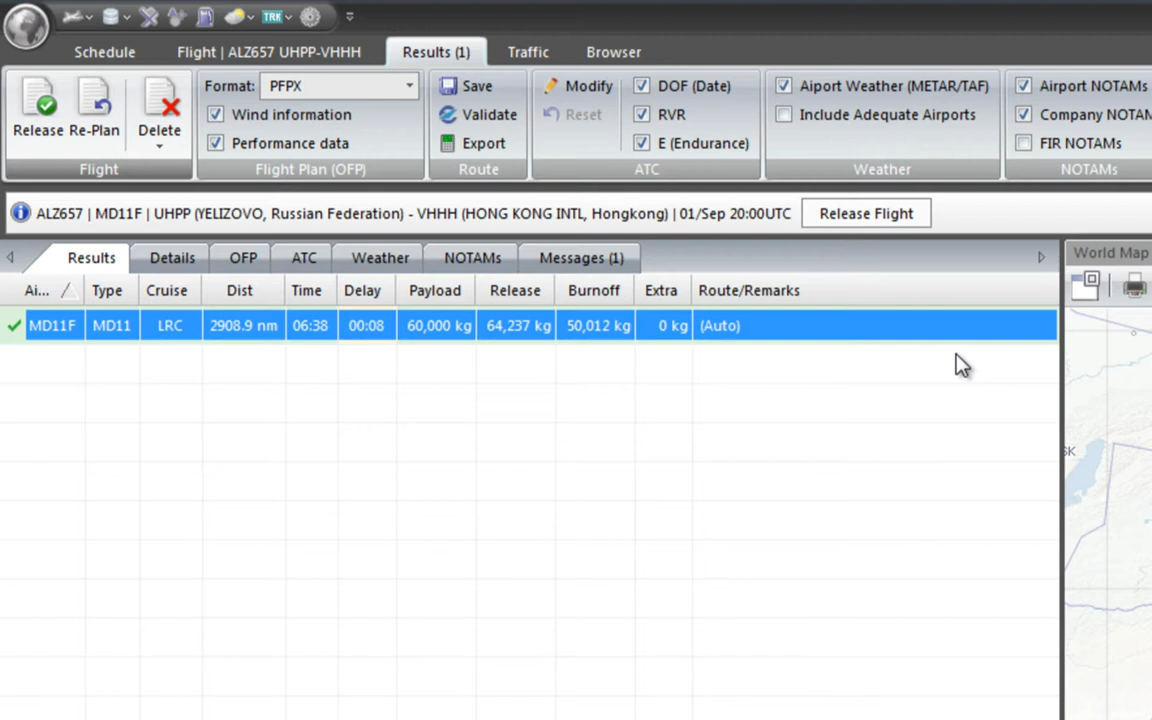 TRK
Schedule
Flight | ALZ657 UHPP-VHHH
Results (1)
Traffic
Browser
Format: PFPX
Save
Modify
DOF (Date)
Aiport Weather (METAR/TAF)
Airport NOTAMs
Wind information
Validate
Reset
RVR
Include Adequate Airports
Company NOTAM
Release
Re-Plan
Delete
Performance data
Export
E (Endurance)
FIR NOTAMs
Flight
Flight Plan (OFP)
Route
ATC
Weather
NOTAMs
ALZ657 | MD11F | UHPP (YELIZOVO, Russian Federation) - VHHH (HONG KONG INTL, Hongkong) | 01/Sep 20:00UTC
Release Flight
Results
Details
OFP
ATC
Weather
NOTAMs
Messages (1)
World Map
Ai... Type Cruise Dist Time Delay Payload Release Burnoff Extra Route/Remarks
MD11F MD11 LRC 2908.9 nm 06:38 00:08 60,000 kg 64,237 kg 50,012 kg 0 kg (Auto)
SK